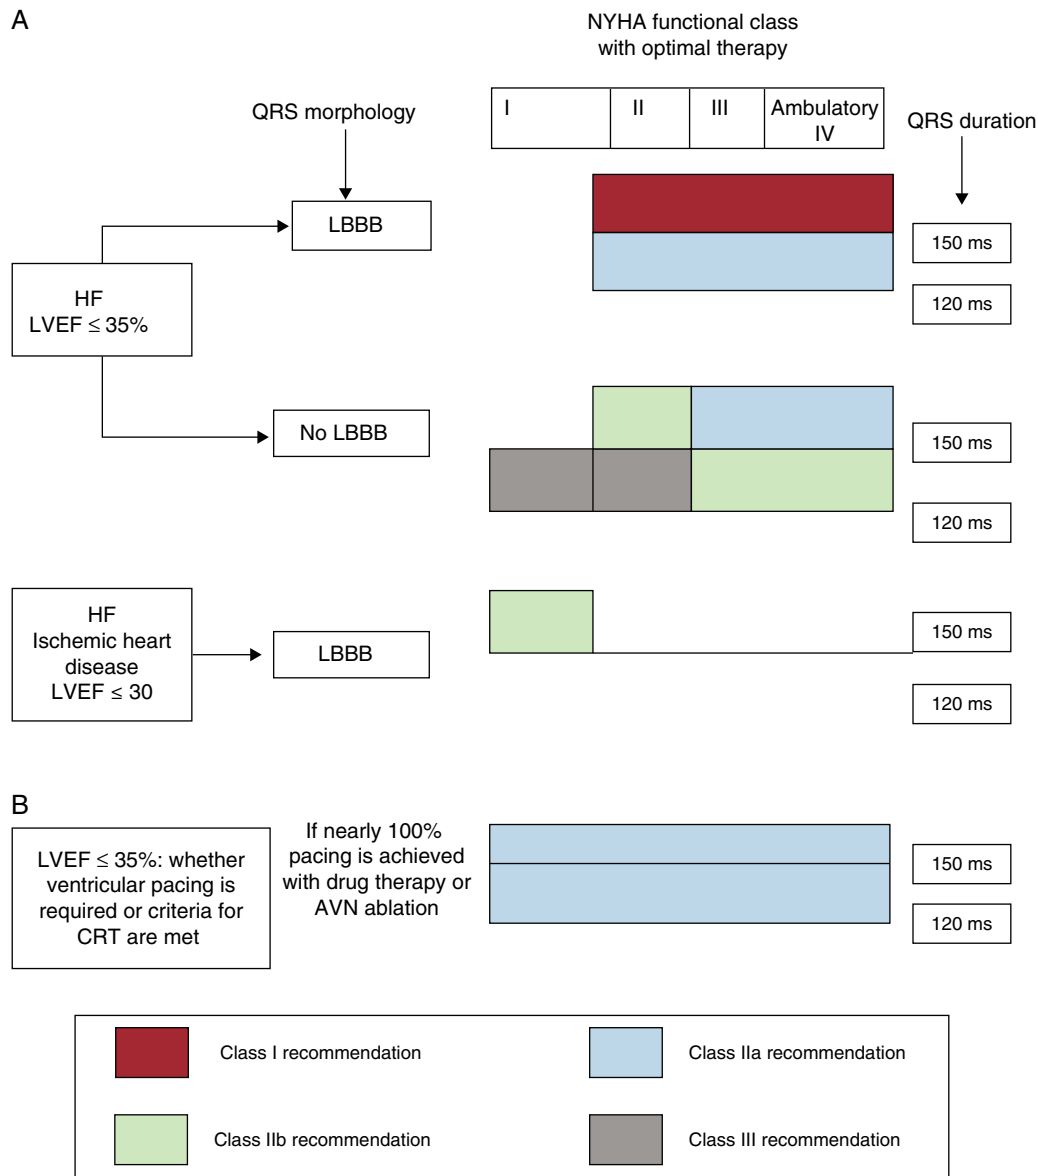 A
NYHA functional class
with optimal therapy
I
II
III
Ambulatory
IV
QRS morphology
QRS duration
LBBB
150 ms
120 ms
HF
LVEF ≤ 35%
No LBBB
150 ms
120 ms
HF
Ischemic heart
disease
LVEF ≤ 30
LBBB
150 ms
120 ms
B
LVEF ≤ 35%: whether
ventricular pacing is
required or criteria for
CRT are met
If nearly 100%
pacing is achieved
with drug therapy or
AVN ablation
150 ms
120 ms
Class I recommendation
Class IIa recommendation
Class IIb recommendation
Class III recommendation